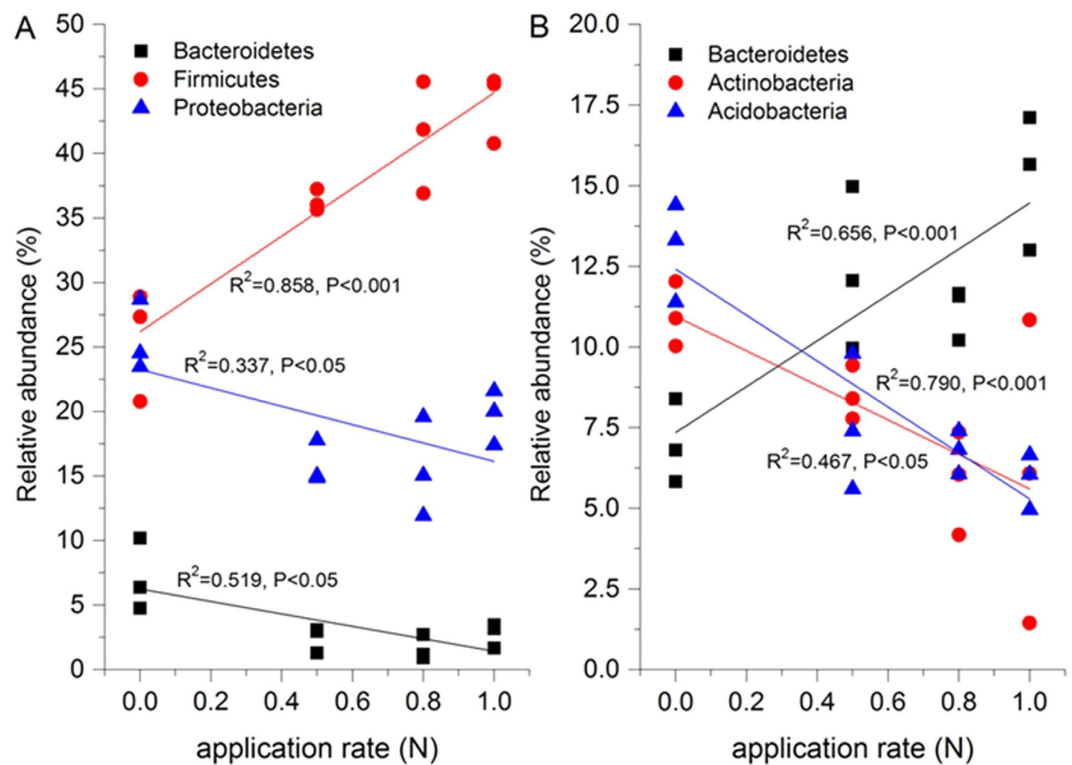 A
Bacteroidetes
Firmicutes
Proteobacteria
50
45
40
35
30
25
20
15
10
5
0
Relative abundance (%)
R²=0.858, P<0.001
R²=0.337, P<0.05
R²=0.519, P<0.05
0.0 0.2 0.4 0.6 0.8 1.0
application rate (N)
B
Bacteroidetes
Actinobacteria
Acidobacteria
20.0
17.5
15.0
12.5
10.0
7.5
5.0
2.5
0.0
Relative abundance (%)
R²=0.656, P<0.001
R²=0.790, P<0.001
R²=0.467, P<0.05
0.0 0.2 0.4 0.6 0.8 1.0
application rate (N)